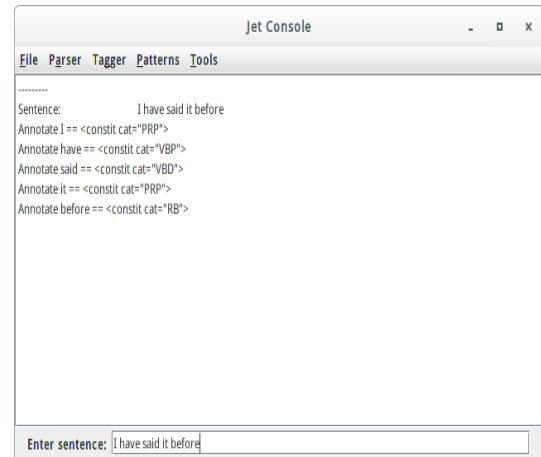 Jet Console
File Parser Tagger Patterns Tools
---------
Sentence: I have said it before
Annotate I == <constit cat="PRP">
Annotate have == <constit cat="VBP">
Annotate said == <constit cat="VBD">
Annotate it == <constit cat="PRP">
Annotate before == <constit cat="RB">
Enter sentence: I have said it before